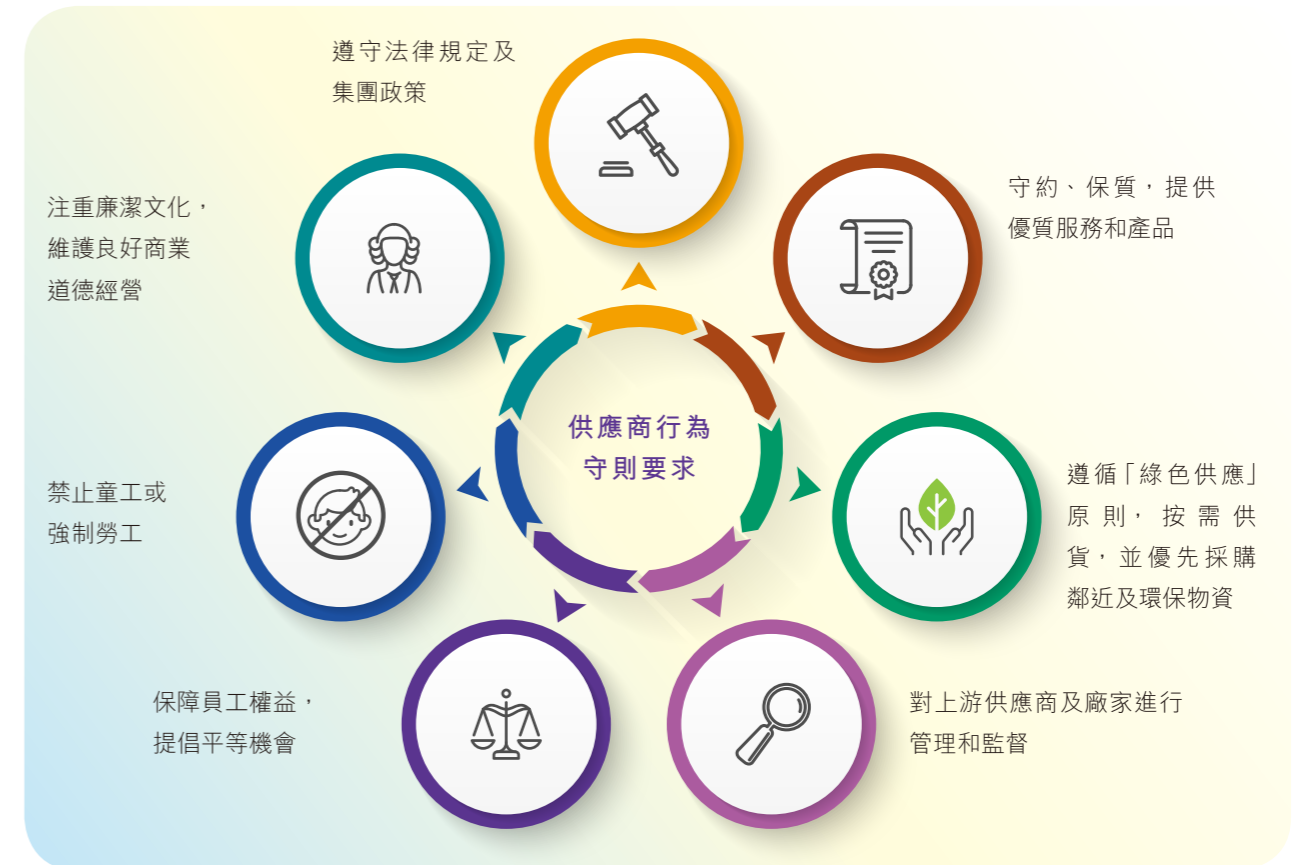 遵守法律規定及
集團政策
守約、保質，提供
優質服務和產品
注重廉潔文化，
維護良好商業
道德經營
供應商行為
守則要求
禁止童工或
強制勞工
遵循「綠色供應」
原則，按需供
貨，並優先採購
鄰近及環保物資
保障員工權益，
提倡平等機會
對上游供應商及廠家進行
管理和監督